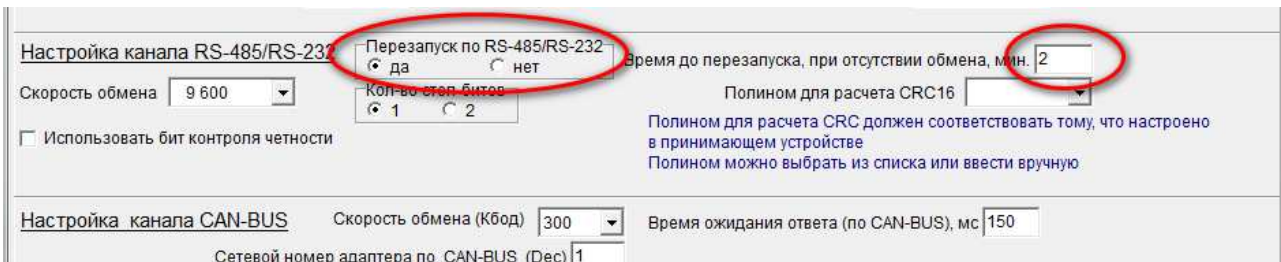 Настройка канала RS-485/RS-232
Перезапуск по RS-485/RS-232
да нет
Время до перезапуска, при отсутствии обмена, мин. 2
Скорость обмена 9 600
Кол-во стоп-битов
1 2
Полином для расчета CRC16
Использовать бит контроля четности
Полином для расчета CRC должен соответствовать тому, что настроено
в принимающем устройстве
Полином можно выбрать из списка или ввести вручную
Настройка канала CAN-BUS
Скорость обмена (Кбод) 300
Время ожидания ответа (по CAN-BUS), мс 150
Сетевой номер адаптера по CAN-BUS (Dec) 1